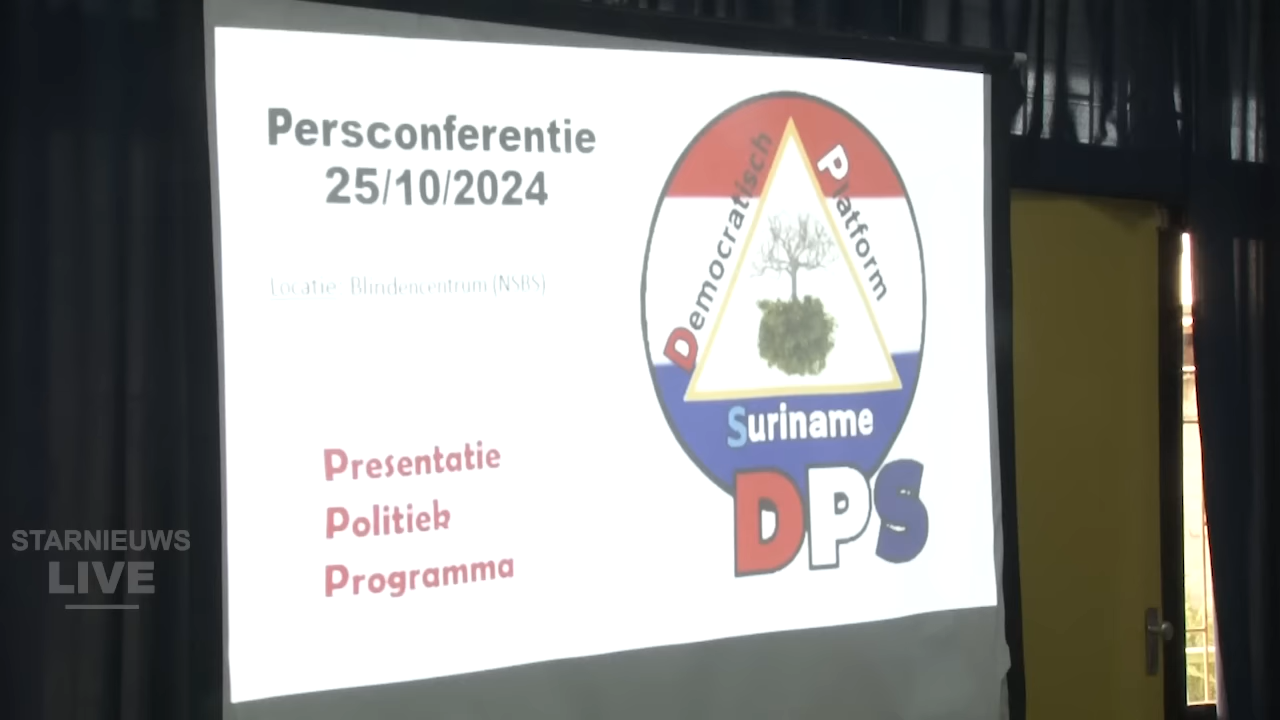 Persconferentie
25/10/2024
Locatie: Blindencentrum (NSBS)
Presentatie
Politiek
Programma
Democratisch
Platform
Suriname
DPS
STARNIEUWS
LIVE